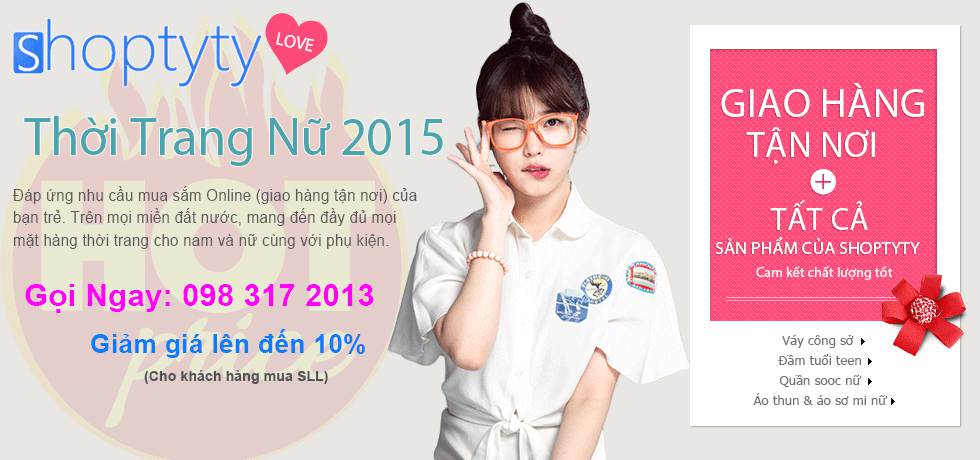 shoptyty
LOVE
Thời Trang Nữ 2015
Đáp ứng nhu cầu mua sắm Online (giao hàng tận nơi) của
bạn trẻ. Trên mọi miền đất nước, mang đến đầy đủ mọi
mặt hàng thời trang cho nam và nữ cùng với phụ kiện.
HOT
price
Gọi Ngay: 098 317 2013
Giảm giá lên đến 10%
(Cho khách hàng mua SLL)
GIAO HÀNG
TẬN NƠI
+
TẤT CẢ
SẢN PHẨM CỦA SHOPTYTY
Cam kết chất lượng tốt
Váy công sở
Đầm tuổi teen
Quần sooc nữ
Áo thun & áo sơ mi nữ